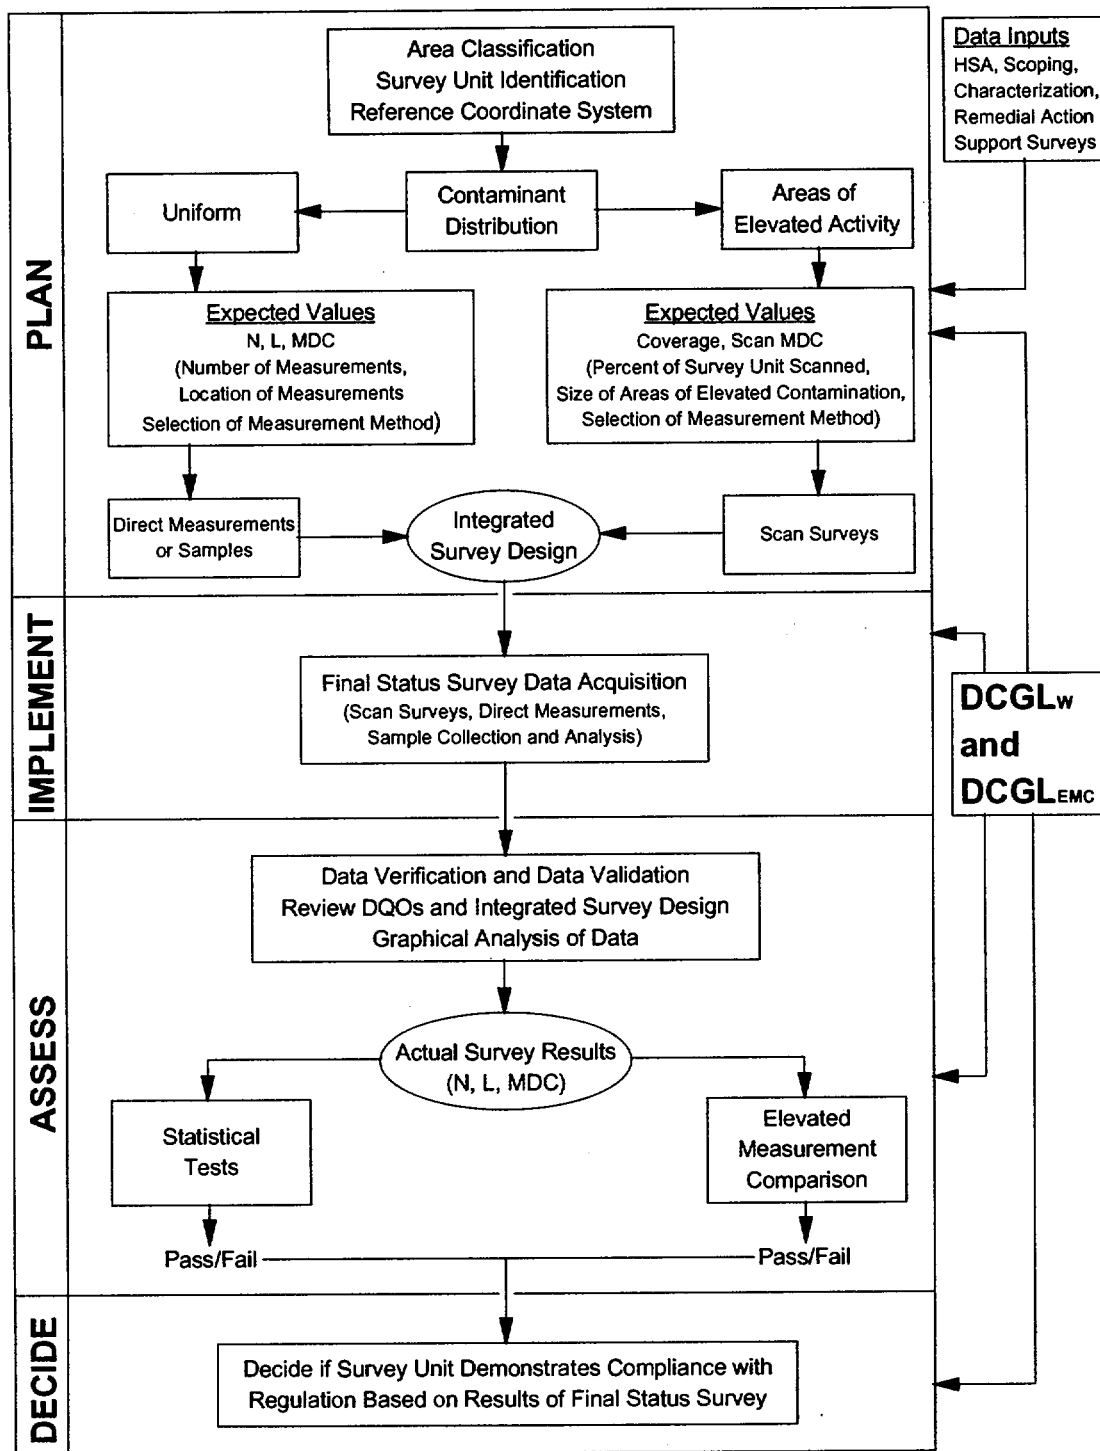 PLAN
Area Classification
Survey Unit Identification
Reference Coordinate System
Data Inputs
HSA, Scoping,
Characterization,
Remedial Action
Support Surveys
Uniform
Contaminant
Distribution
Areas of
Elevated Activity
Expected Values
N, L, MDC
(Number of Measurements,
Location of Measurements
Selection of Measurement Method)
Expected Values
Coverage, Scan MDC
(Percent of Survey Unit Scanned,
Size of Areas of Elevated Contamination,
Selection of Measurement Method)
Direct Measurements
or Samples
Integrated
Survey Design
Scan Surveys
IMPLEMENT
Final Status Survey Data Acquisition
(Scan Surveys, Direct Measurements,
Sample Collection and Analysis)
DCGLW
and
DCGLEMC
ASSESS
Data Verification and Data Validation
Review DQOs and Integrated Survey Design
Graphical Analysis of Data
Actual Survey Results
(N, L, MDC)
Statistical
Tests
Elevated
Measurement
Comparison
Pass/Fail
Pass/Fail
DECIDE
Decide if Survey Unit Demonstrates Compliance with
Regulation Based on Results of Final Status Survey